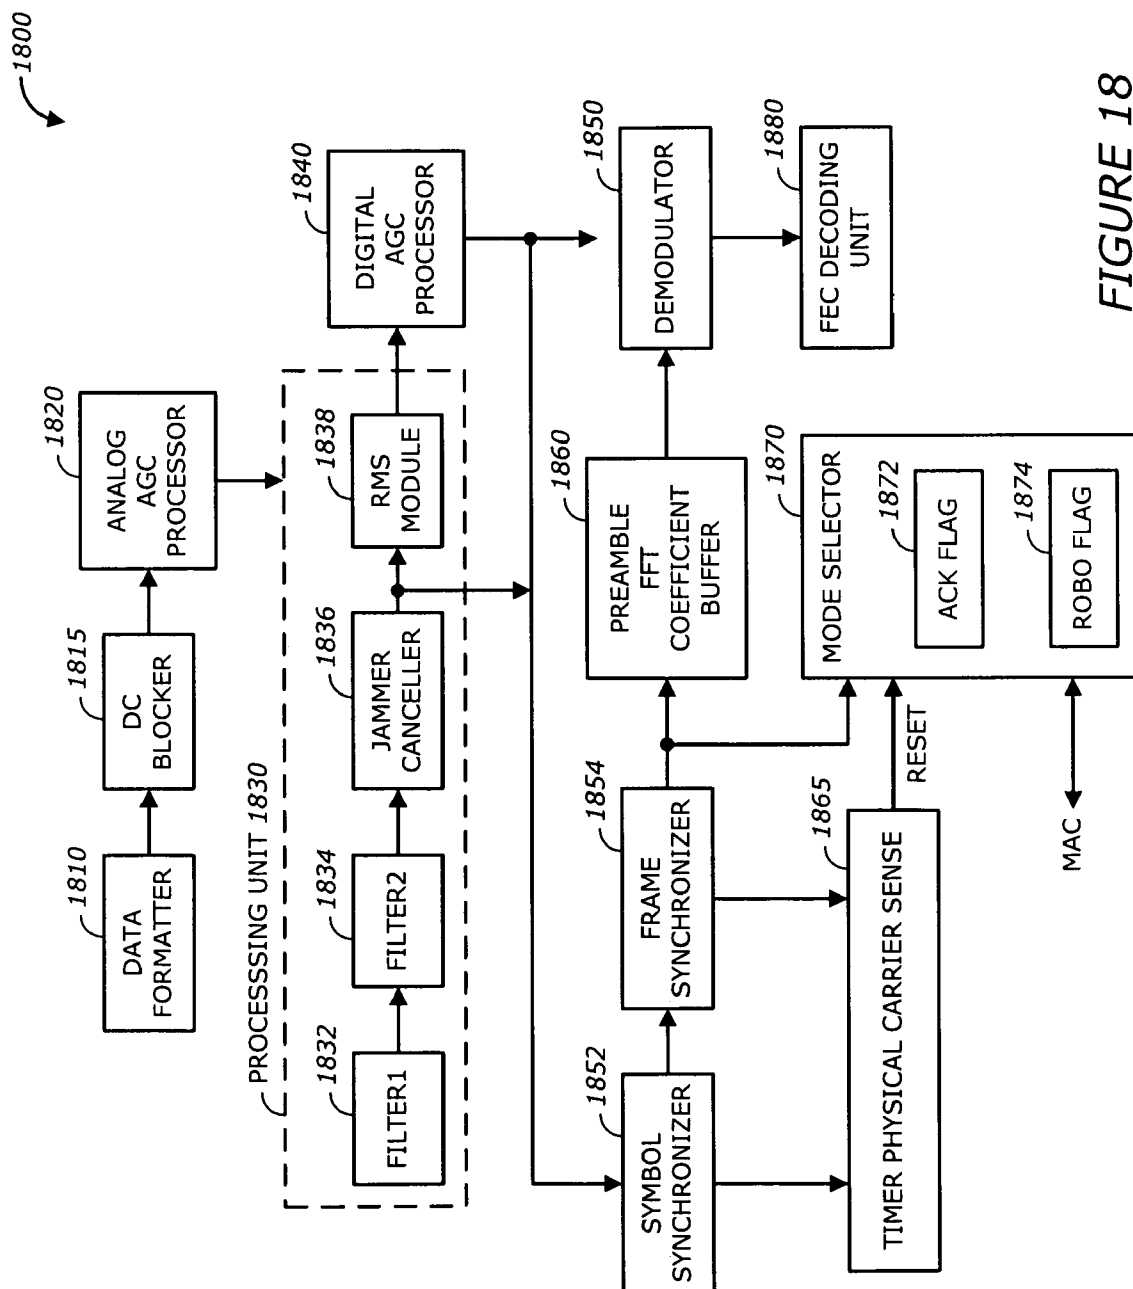 1800
1810
DATA
FORMATTER
1815
DC
BLOCKER
1820
ANALOG
AGC
PROCESSOR
PROCESSSING UNIT 1830
1832
FILTER1
1834
FILTER2
1836
JAMMER
CANCELLER
1838
RMS
MODULE
1840
DIGITAL
AGC
PROCESSOR
1852
SYMBOL
SYNCHRONIZER
1854
FRAME
SYNCHRONIZER
1860
PREAMBLE
FFT
COEFFICIENT
BUFFER
1850
DEMODULATOR
1880
FEC DECODING
UNIT
1865
TIMER PHYSICAL CARRIER SENSE
RESET
1870
MODE SELECTOR
1872
ACK FLAG
1874
ROBO FLAG
MAC
FIGURE 18